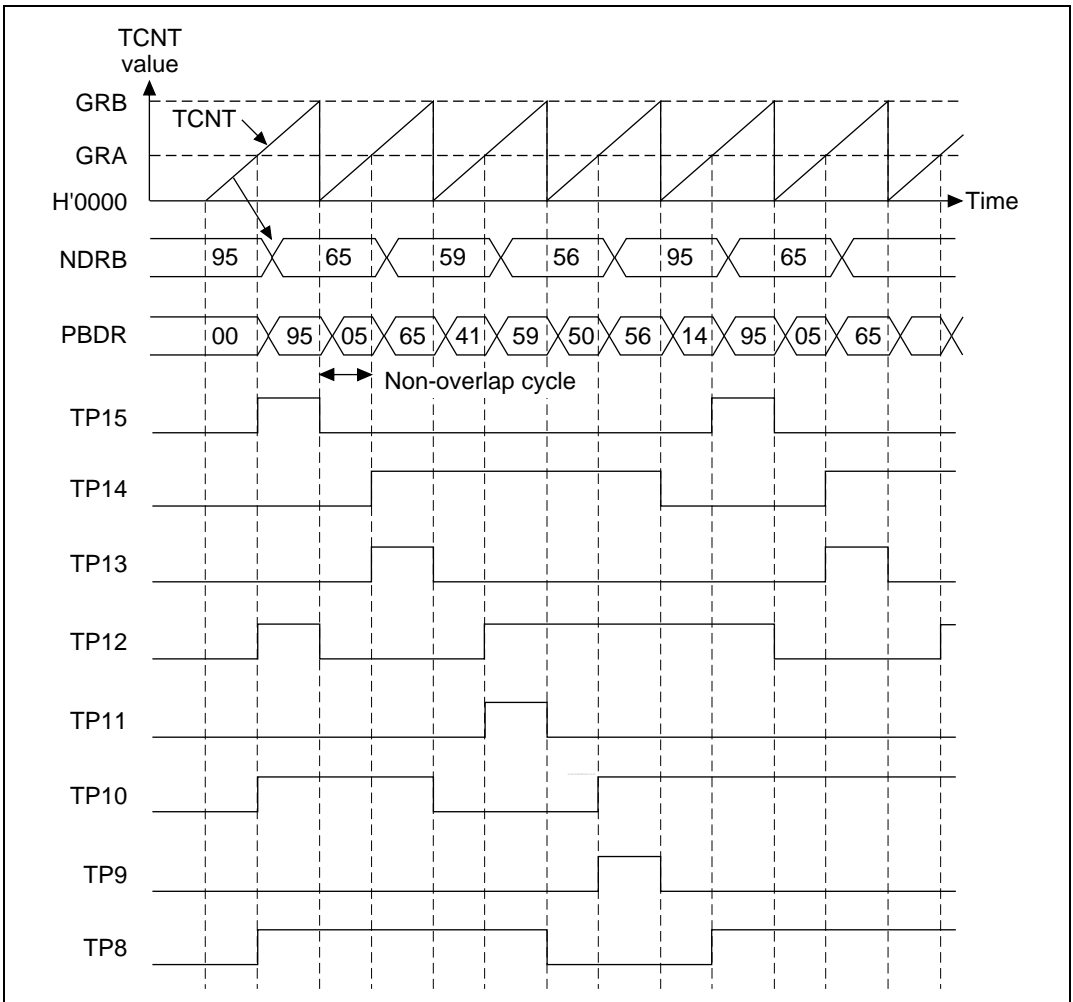 TCNT
value
GRB
TCNT
GRA
H'0000
Time
NDRB 95 65 59 56 95 65
PBDR 00 95 05 65 41 59 50 56 14 95 05 65
Non-overlap cycle
TP15
TP14
TP13
TP12
TP11
TP10
TP9
TP8